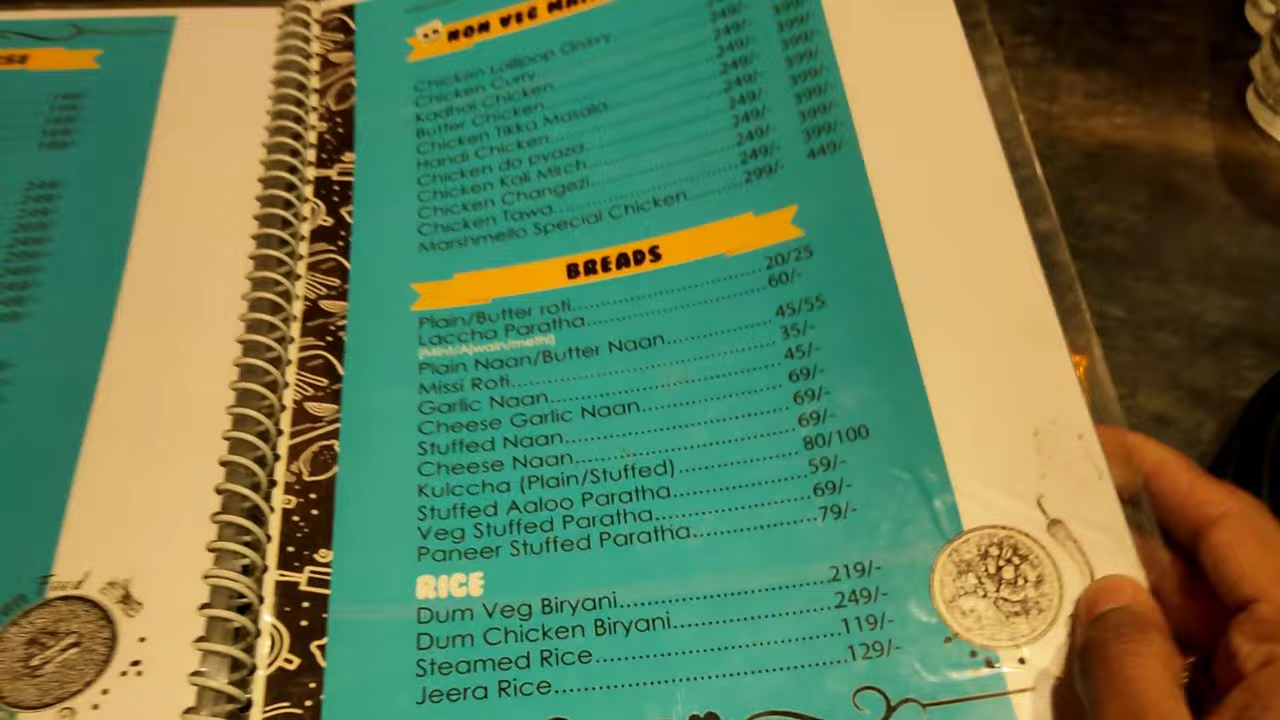 NON VEG
249/- 399/-
Chicken Lollipop Gravy 249/- 399/-
Chicken Curry 249/- 399/-
Kadhai Chicken 249/- 399/-
Butter Chicken 249/- 399/-
Chicken Tikka Masala 249/- 399/-
Handi Chicken
Chicken do pyaza
Chicken Kali Mirch
Chicken Changezi
Chicken Tawa 249/- 399/-
Marshmello Special Chicken 299/- 449/-
BREADS
Plain/Butter roti 20/25
Laccha Paratha 60/-
(Mint/Ajwain/methi)
Plain Naan/Butter Naan 45/55
Missi Roti 35/-
Garlic Naan 45/-
Cheese Garlic Naan 69/-
Stuffed Naan 69/-
Cheese Naan 69/-
Kulccha (Plain/Stuffed) 80/100
Stuffed Aaloo Paratha 59/-
Veg Stuffed Paratha 69/-
Paneer Stuffed Paratha 79/-
RICE
Dum Veg Biryani 219/-
Dum Chicken Biryani 249/-
Steamed Rice 119/-
Jeera Rice 129/-
Food